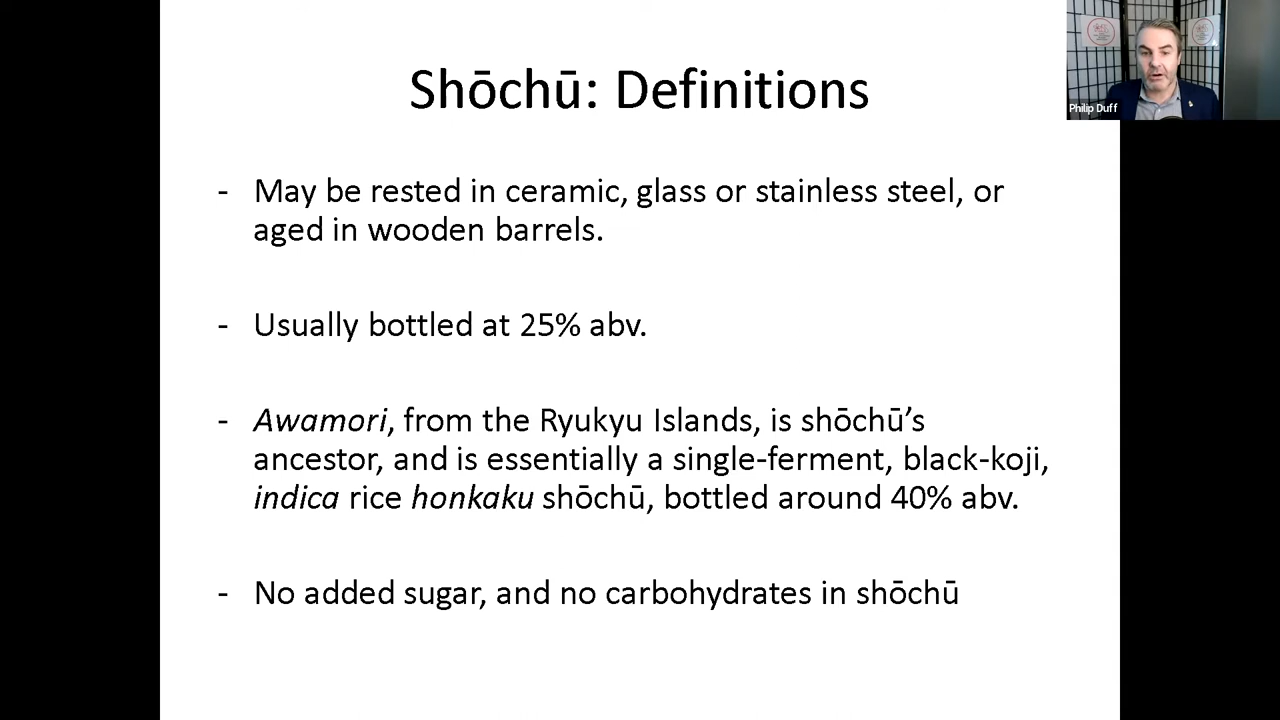 Shōchū: Definitions
- May be rested in ceramic, glass or stainless steel, or
aged in wooden barrels.
- Usually bottled at 25% abv.
- Awamori, from the Ryukyu Islands, is shōchū’s
ancestor, and is essentially a single-ferment, black-koji,
indica rice honkaku shōchū, bottled around 40% abv.
- No added sugar, and no carbohydrates in shōchū
Philip Duff